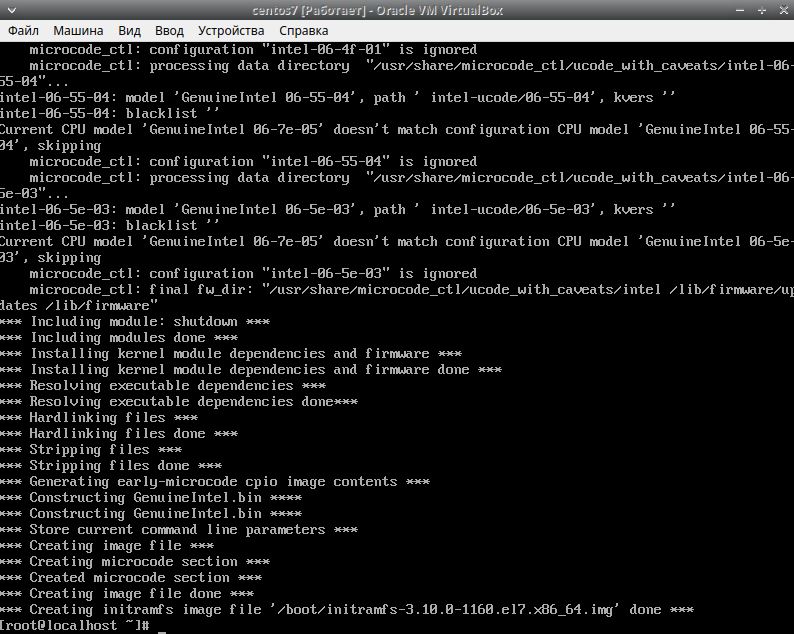 centos7 [Работает] - Oracle VM VirtualBox
Файл Машина Вид Ввод Устройства Справка
microcode_ctl: configuration "intel-06-4f-01" is ignored
microcode_ctl: processing data directory "/usr/share/microcode_ctl/ucode_with_caveats/intel-06-
55-04"...
intel-06-55-04: model 'GenuineIntel 06-55-04', path ' intel-ucode/06-55-04', kvers ''
intel-06-55-04: blacklist ''
Current CPU model 'GenuineIntel 06-7e-05' doesn't match configuration CPU model 'GenuineIntel 06-55-
04', skipping
microcode_ctl: configuration "intel-06-55-04" is ignored
microcode_ctl: processing data directory "/usr/share/microcode_ctl/ucode_with_caveats/intel-06-
5e-03"...
intel-06-5e-03: model 'GenuineIntel 06-5e-03', path ' intel-ucode/06-5e-03', kvers ''
intel-06-5e-03: blacklist ''
Current CPU model 'GenuineIntel 06-7e-05' doesn't match configuration CPU model 'GenuineIntel 06-5e-
03', skipping
microcode_ctl: configuration "intel-06-5e-03" is ignored
microcode_ctl: final fw_dir: "/usr/share/microcode_ctl/ucode_with_caveats/intel /lib/firmware/up
dates /lib/firmware"
*** Including module: shutdown ***
*** Including modules done ***
*** Installing kernel module dependencies and firmware ***
*** Installing kernel module dependencies and firmware done ***
*** Resolving executable dependencies ***
*** Resolving executable dependencies done***
*** Hardlinking files ***
*** Hardlinking files done ***
*** Stripping files ***
*** Stripping files done ***
*** Generating early-microcode cpio image contents ***
*** Constructing GenuineIntel.bin ****
*** Constructing GenuineIntel.bin ****
*** Store current command line parameters ***
*** Creating image file ***
*** Creating microcode section ***
*** Created microcode section ***
*** Creating image file done ***
*** Creating initramfs image file '/boot/initramfs-3.10.0-1160.el7.x86_64.img' done ***
[root@localhost ~]# _